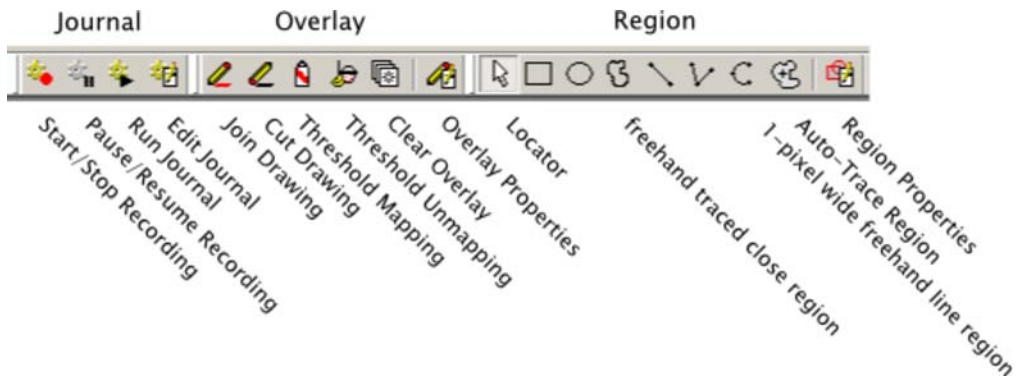 Journal
Overlay
Region
Start/Stop Recording
Pause/Resume Recording
Run Journal
Edit Journal
Join Drawing
Cut Drawing
Threshold Mapping
Threshold Unmapping
Clear Overlay
Overlay Properties
Locator
freehand traced close region
1-pixel wide freehand line region
Auto-Trace Region
Region Properties